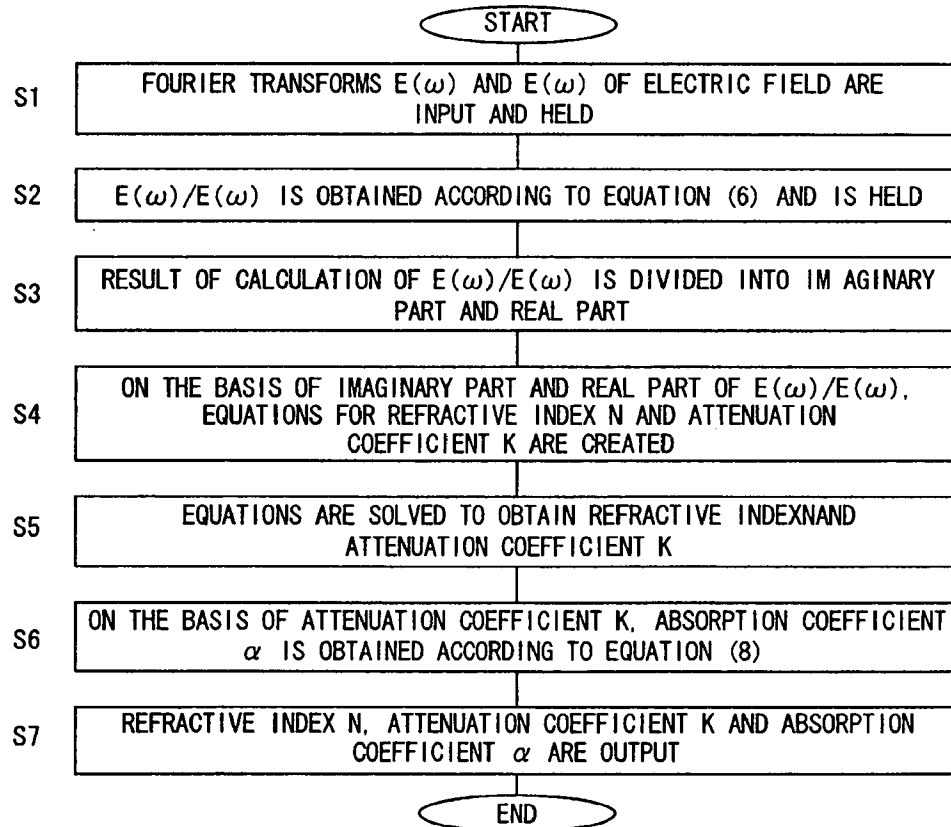 START
S1
FOURIER TRANSFORMS E(ω) AND E(ω) OF ELECTRIC FIELD ARE
INPUT AND HELD
S2
E(ω)/E(ω) IS OBTAINED ACCORDING TO EQUATION (6) AND IS HELD
S3
RESULT OF CALCULATION OF E(ω)/E(ω) IS DIVIDED INTO IM AGINARY
PART AND REAL PART
S4
ON THE BASIS OF IMAGINARY PART AND REAL PART OF E(ω)/E(ω),
EQUATIONS FOR REFRACTIVE INDEX N AND ATTENUATION
COEFFICIENT K ARE CREATED
S5
EQUATIONS ARE SOLVED TO OBTAIN REFRACTIVE INDEXNAND
ATTENUATION COEFFICIENT K
S6
ON THE BASIS OF ATTENUATION COEFFICIENT K, ABSORPTION COEFFICIENT
α IS OBTAINED ACCORDING TO EQUATION (8)
S7
REFRACTIVE INDEX N, ATTENUATION COEFFICIENT K AND ABSORPTION
COEFFICIENT α ARE OUTPUT
END